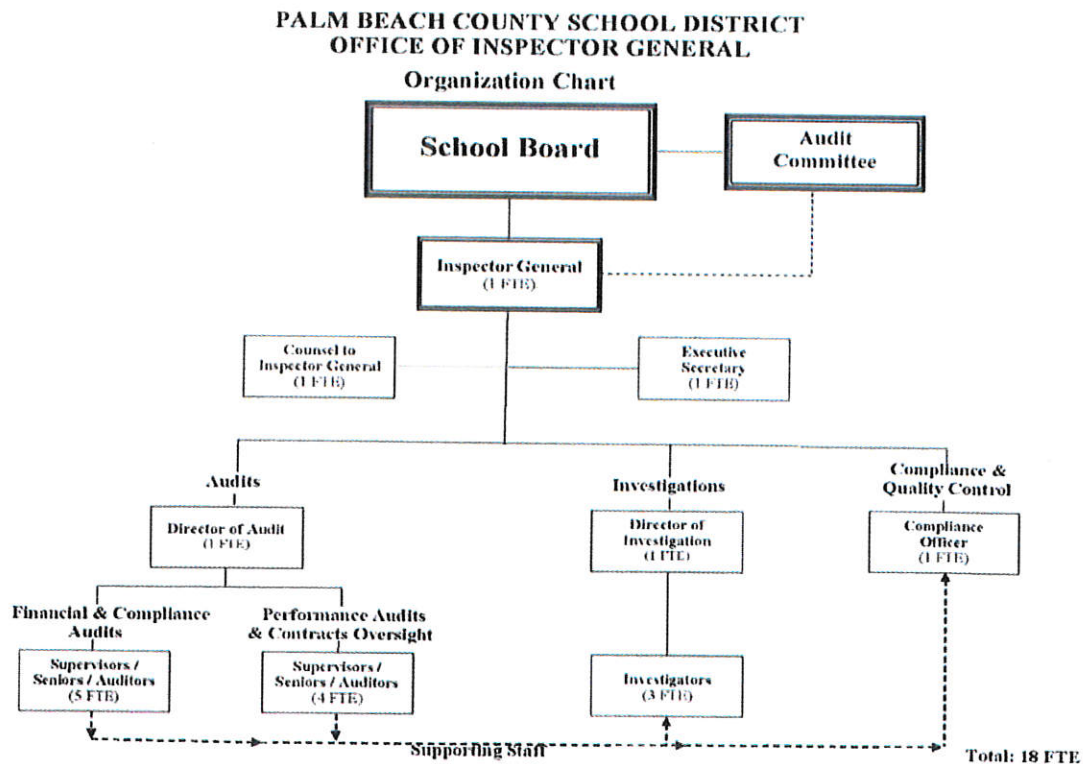 PALM BEACH COUNTY SCHOOL DISTRICT
OFFICE OF INSPECTOR GENERAL
Organization Chart
School Board
Audit
Committee
Inspector General
(1 FTE)
Counsel to
Inspector General
(1 FTE)
Executive
Secretary
(1 FTE)
Audits
Director of Audit
(1 FTE)
Investigations
Director of
Investigation
(1 FTE)
Compliance &
Quality Control
Compliance
Officer
(1 FTE)
Financial & Compliance
Audits
Supervisors /
Seniors / Auditors
(5 FTE)
Performance Audits
& Contracts Oversight
Supervisors /
Seniors / Auditors
(4 FTE)
Investigators
(3 FTE)
Supporting Staff
Total: 18 FTE